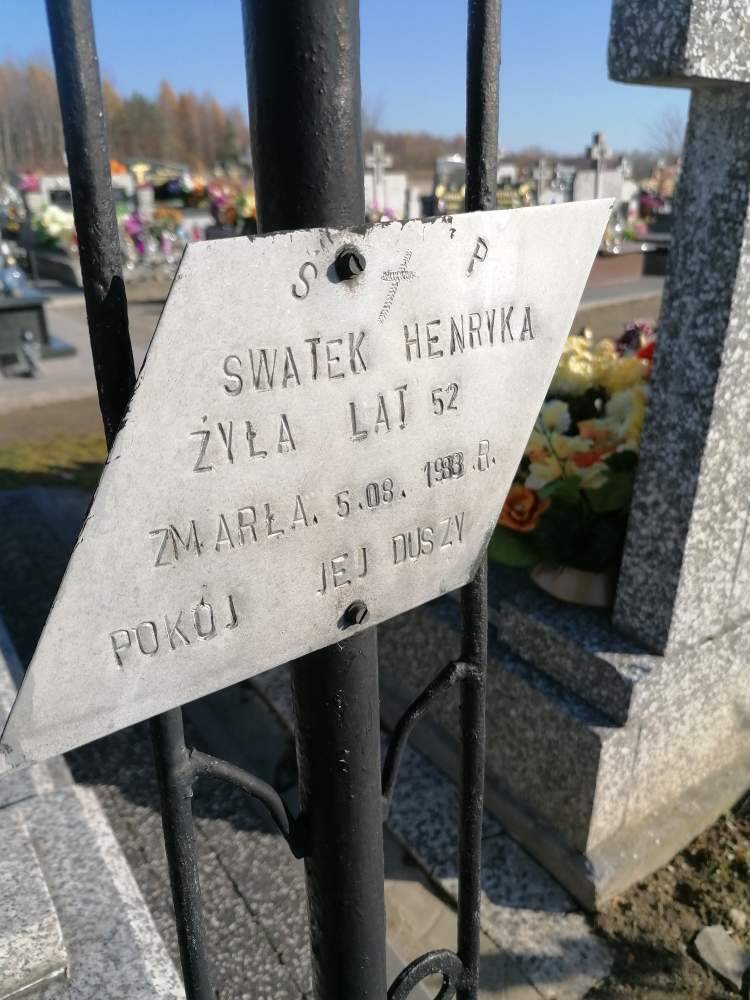 S P
SWATEK HENRYKA
ŻYŁA LAT 52
ZMARŁA. 5.08. 1983.R.
POKÓJ JEJ DUSZY